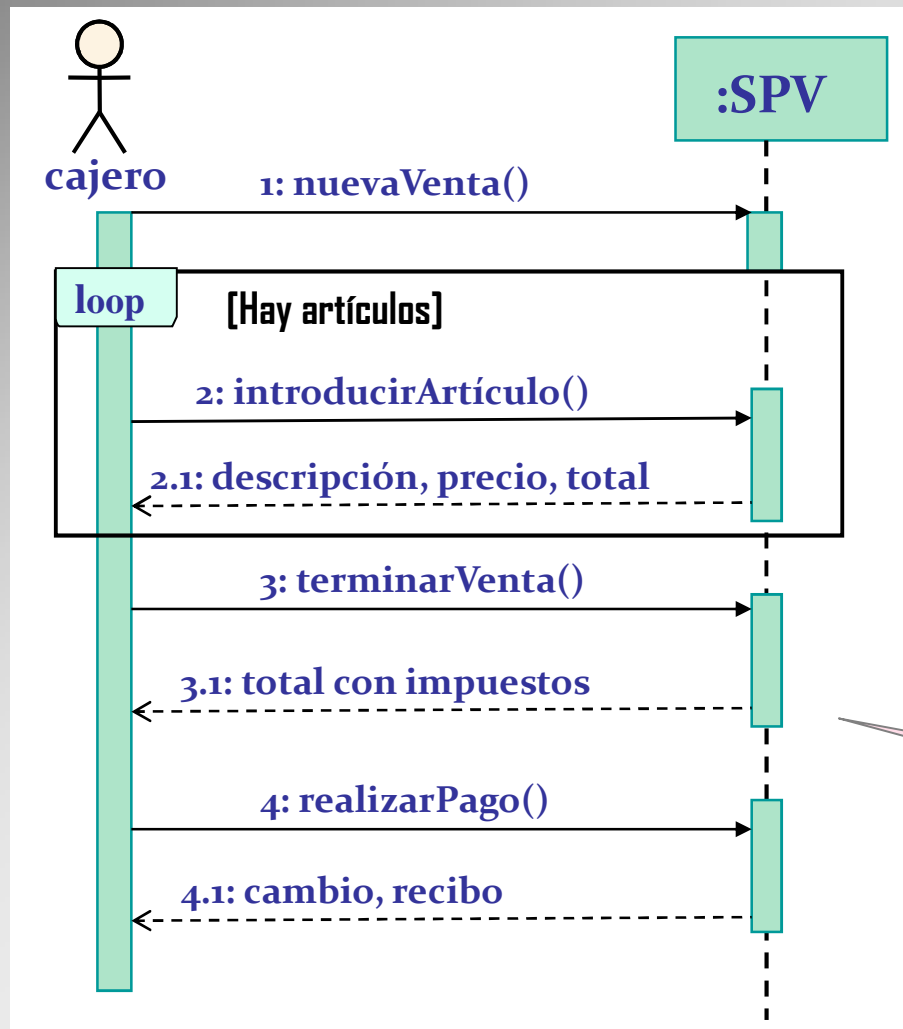 :SPV
cajero
1: nuevaVenta()
loop
[Hay artículos]
2: introducirArtículo()
2.1: descripción, precio, total
3: terminarVenta()
3.1: total con impuestos
4: realizarPago()
4.1: cambio, recibo